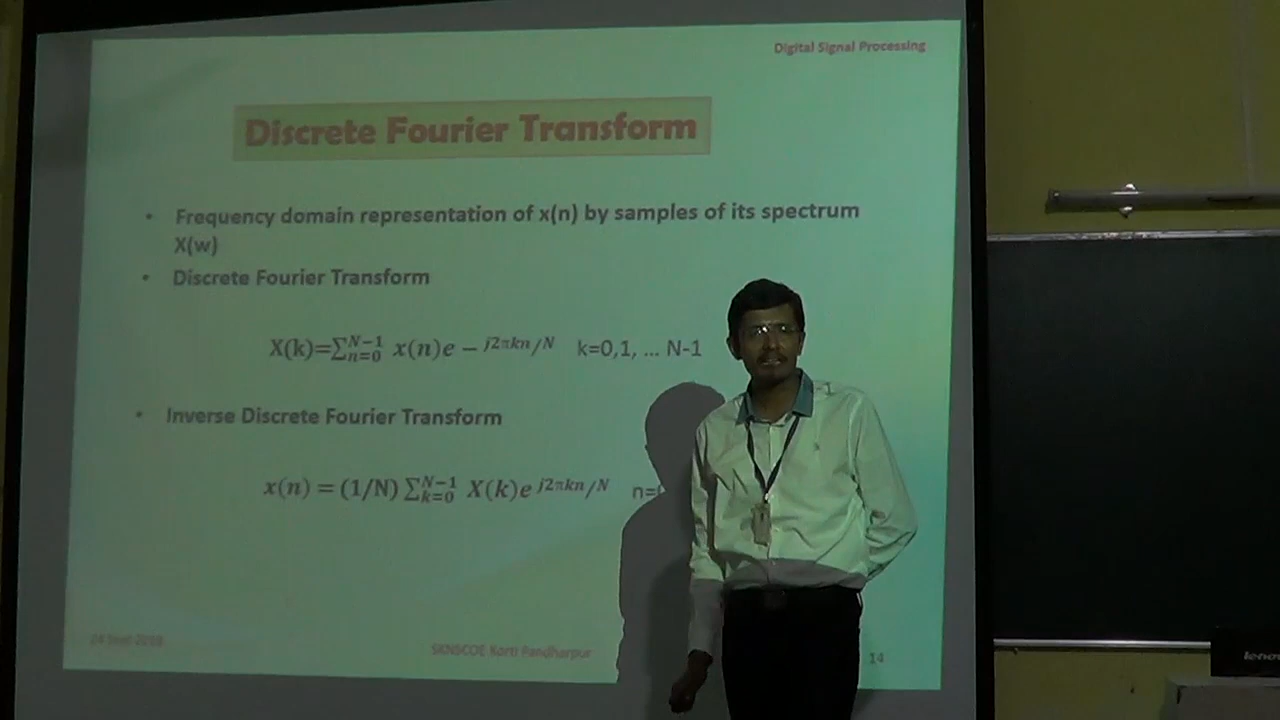 Digital Signal Processing
Discrete Fourier Transform
• Frequency domain representation of x(n) by samples of its spectrum
X(w)
• Discrete Fourier Transform
X(k)=∑_{n=0}^{N-1} x(n)e − j2πkn/N k=0,1, ... N-1
• Inverse Discrete Fourier Transform
x(n) = (1/N) ∑_{k=0}^{N-1} X(k)e^{j2πkn/N} n=
SKNSCOE Korti Pandharpur
14
lenovo